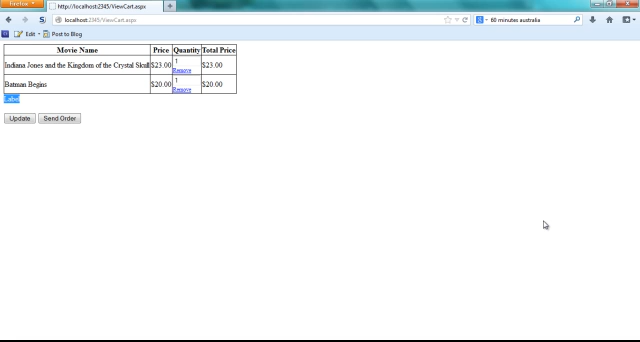 Firefox
http://localhost:2345/ViewCart.aspx
localhost:2345/ViewCart.aspx
60 minutes australia
Edit
Post to Blog
Movie Name Price Quantity Total Price
Indiana Jones and the Kingdom of the Crystal Skull $23.00 1 $23.00
Remove
Batman Begins $20.00 1 $20.00
Remove
Label
Update Send Order